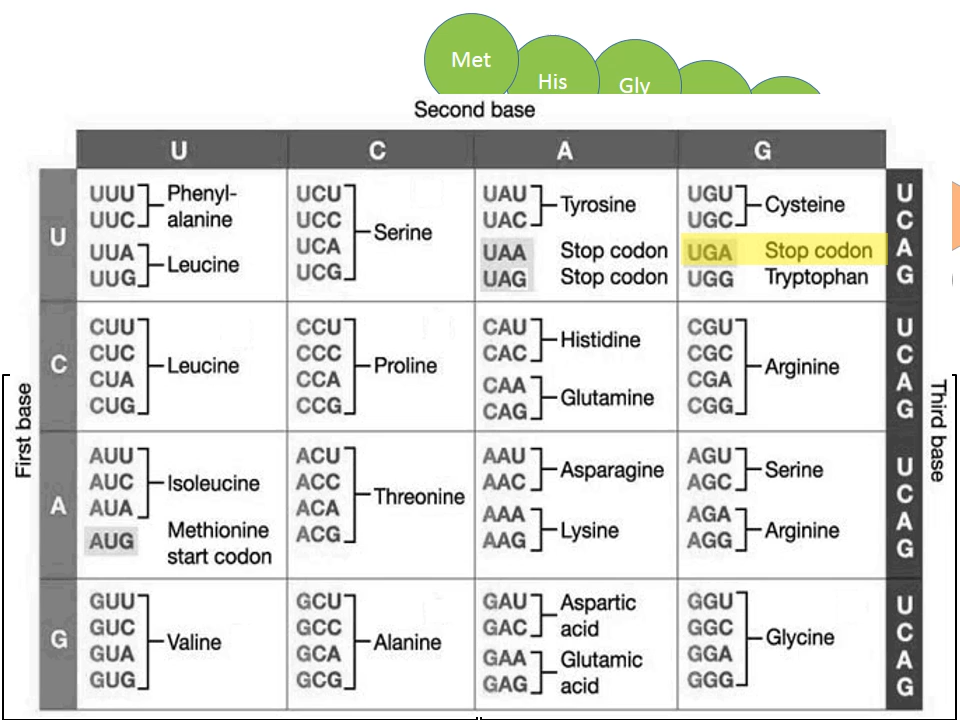 Met
His
Gly
Second base
U C A G
First base
Third base
U
UUU Phenyl-
UUC alanine
UUA Leucine
UUG
UCU
UCC Serine
UCA
UCG
UAU Tyrosine
UAC
UAA Stop codon
UAG Stop codon
UGU Cysteine
UGC
UGA Stop codon
UGG Tryptophan
U
C
A
G
C
CUU
CUC Leucine
CUA
CUG
CCU
CCC Proline
CCA
CCG
CAU Histidine
CAC
CAA Glutamine
CAG
CGU
CGC Arginine
CGA
CGG
U
C
A
G
A
AUU
AUC Isoleucine
AUA
AUG Methionine
start codon
ACU
ACC Threonine
ACA
ACG
AAU Asparagine
AAC
AAA Lysine
AAG
AGU Serine
AGC
AGA Arginine
AGG
U
C
A
G
G
GUU
GUC Valine
GUA
GUG
GCU
GCC Alanine
GCA
GCG
GAU Aspartic
GAC acid
GAA Glutamic
GAG acid
GGU
GGC Glycine
GGA
GGG
U
C
A
G